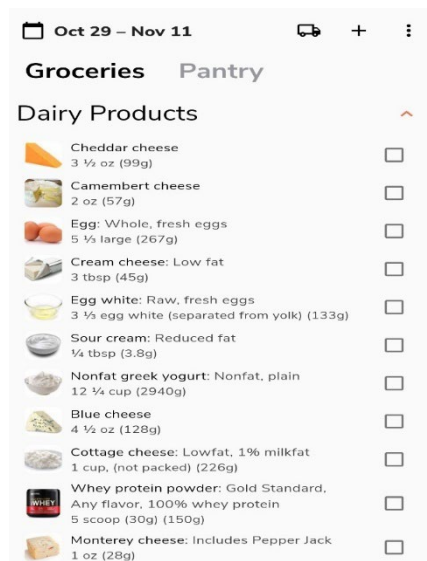 Oct 29 – Nov 11
Groceries Pantry
Dairy Products
Cheddar cheese
3 ½ oz (99g)
Camembert cheese
2 oz (57g)
Egg: Whole, fresh eggs
5 ⅓ large (267g)
Cream cheese: Low fat
3 tbsp (45g)
Egg white: Raw, fresh eggs
3 ⅓ egg white (separated from yolk) (133g)
Sour cream: Reduced fat
¼ tbsp (3.8g)
Nonfat greek yogurt: Nonfat, plain
12 ¼ cup (2940g)
Blue cheese
4 ½ oz (128g)
Cottage cheese: Lowfat, 1% milkfat
1 cup, (not packed) (226g)
Whey protein powder: Gold Standard,
Any flavor, 100% whey protein
WHEY
5 scoop (30g) (150g)
Monterey cheese: Includes Pepper Jack
1 oz (28g)